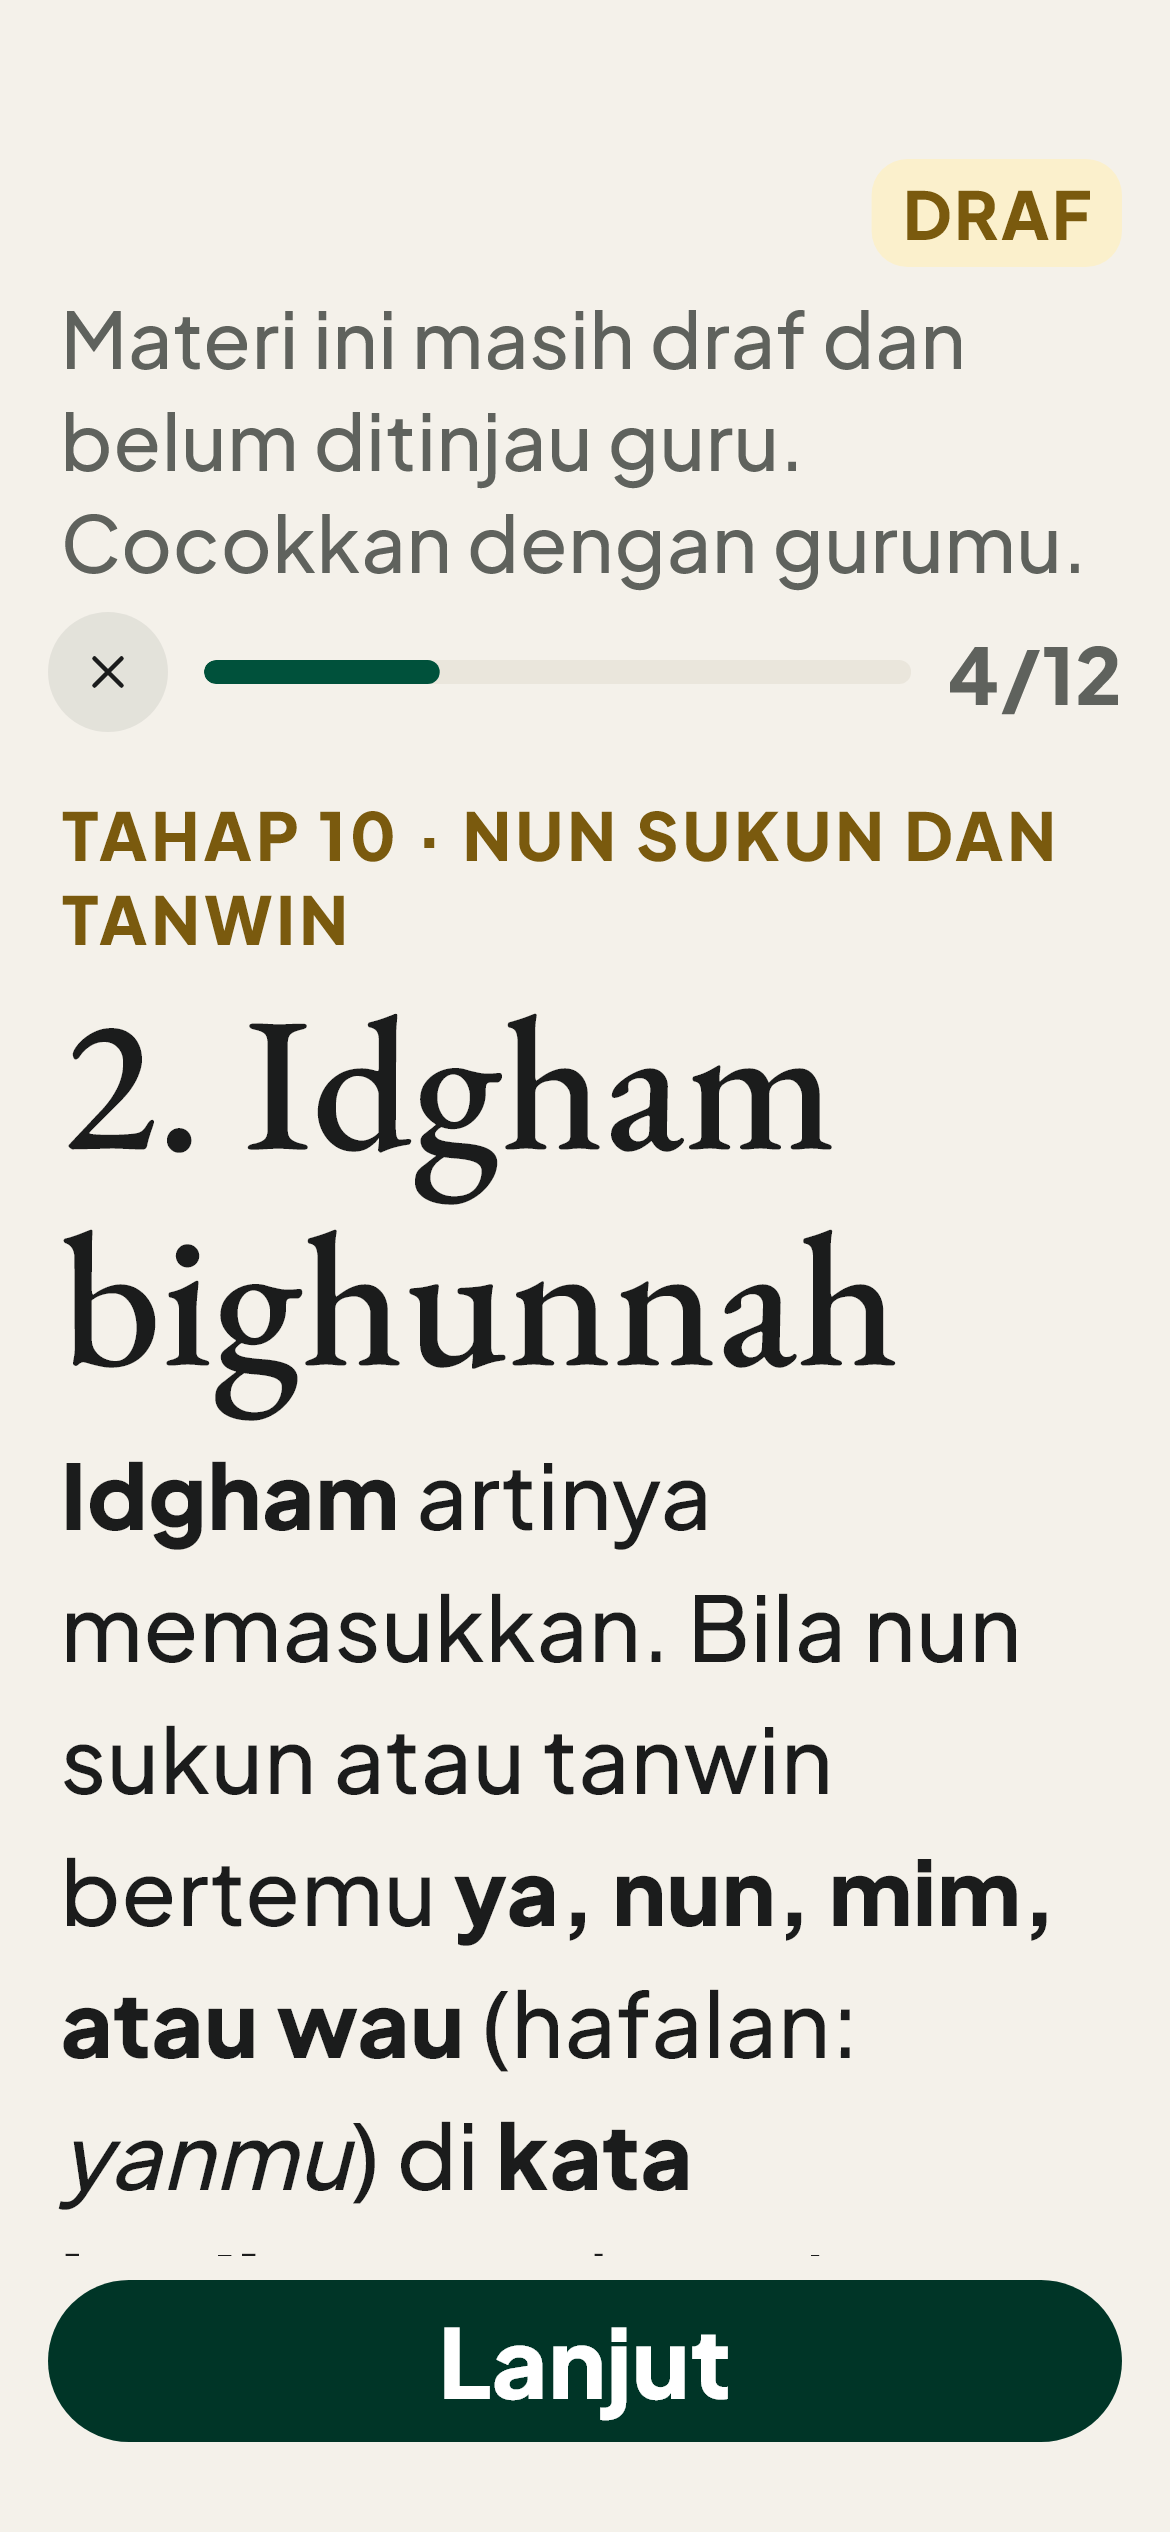 DRAF
Materi ini masih draf dan
belum ditinjau guru.
Cocokkan dengan gurumu.
4/12
TAHAP 10 · NUN SUKUN DAN
TANWIN
2. Idgham
bighunnah
Idgham artinya
memasukkan. Bila nun
sukun atau tanwin
bertemu ya, nun, mim,
atau wau (hafalan:
yanmu) di kata
Lanjut